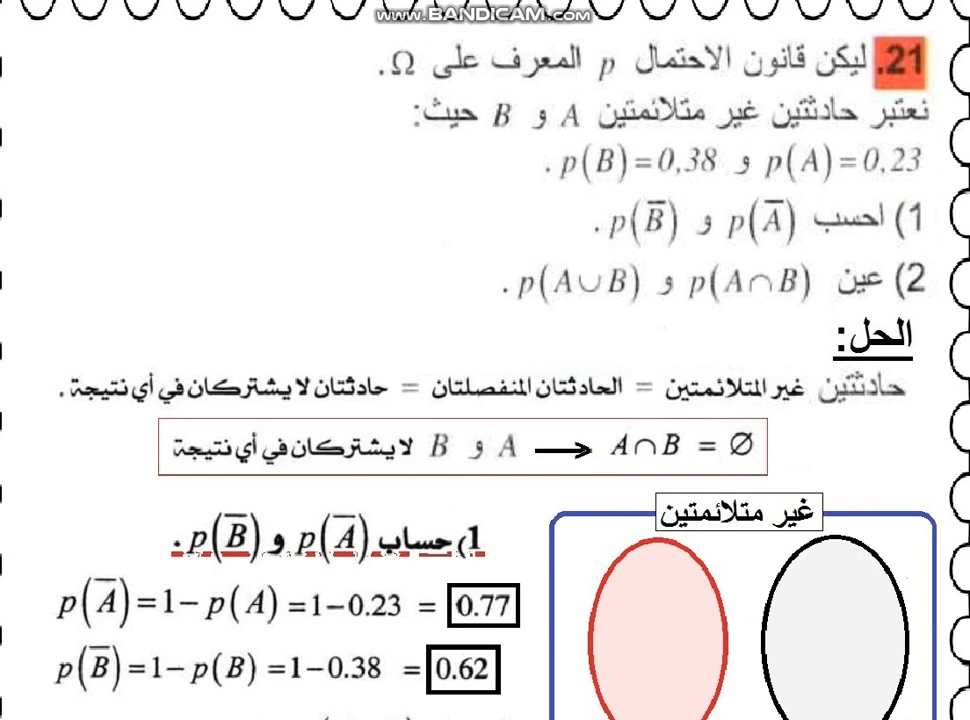 www.BANDICAM.com
21. ليكن قانون الاحتمال p المعرف على Ω.
نعتبر حادثتين غير متلائمتين A و B حيث:
p(A)=0,23 و p(B)=0,38 .
1) احسب p(A̅) و p(B̅) .
2) عين p(A∩B) و p(A∪B) .
الحل:
حادثتين غير المتلائمتين = الحادثتان المنفصلتان = حادثتان لا يشتركان في أي نتيجة .
A∩B = ∅ ⟶ A و B لا يشتركان في أي نتيجة
غير متلائمتين
1) حساب p(A̅) و p(B̅) .
p(A̅)=1−p(A)=1−0.23 = 0.77
p(B̅)=1−p(B)=1−0.38 = 0.62